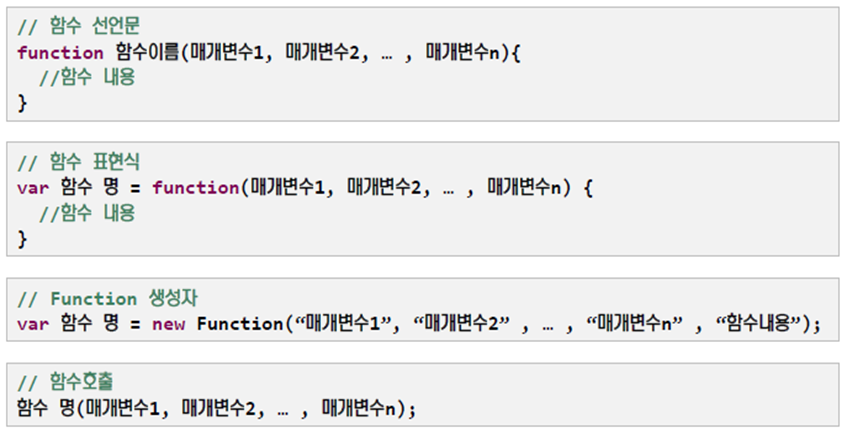 // 함수 선언문
function 함수이름(매개변수1, 매개변수2, … , 매개변수n){
//함수 내용
}
// 함수 표현식
var 함수 명 = function(매개변수1, 매개변수2, … , 매개변수n) {
//함수 내용
}
// Function 생성자
var 함수 명 = new Function(“매개변수1”, “매개변수2” , … , “매개변수n” , “함수내용”);
// 함수호출
함수 명(매개변수1, 매개변수2, … , 매개변수n);